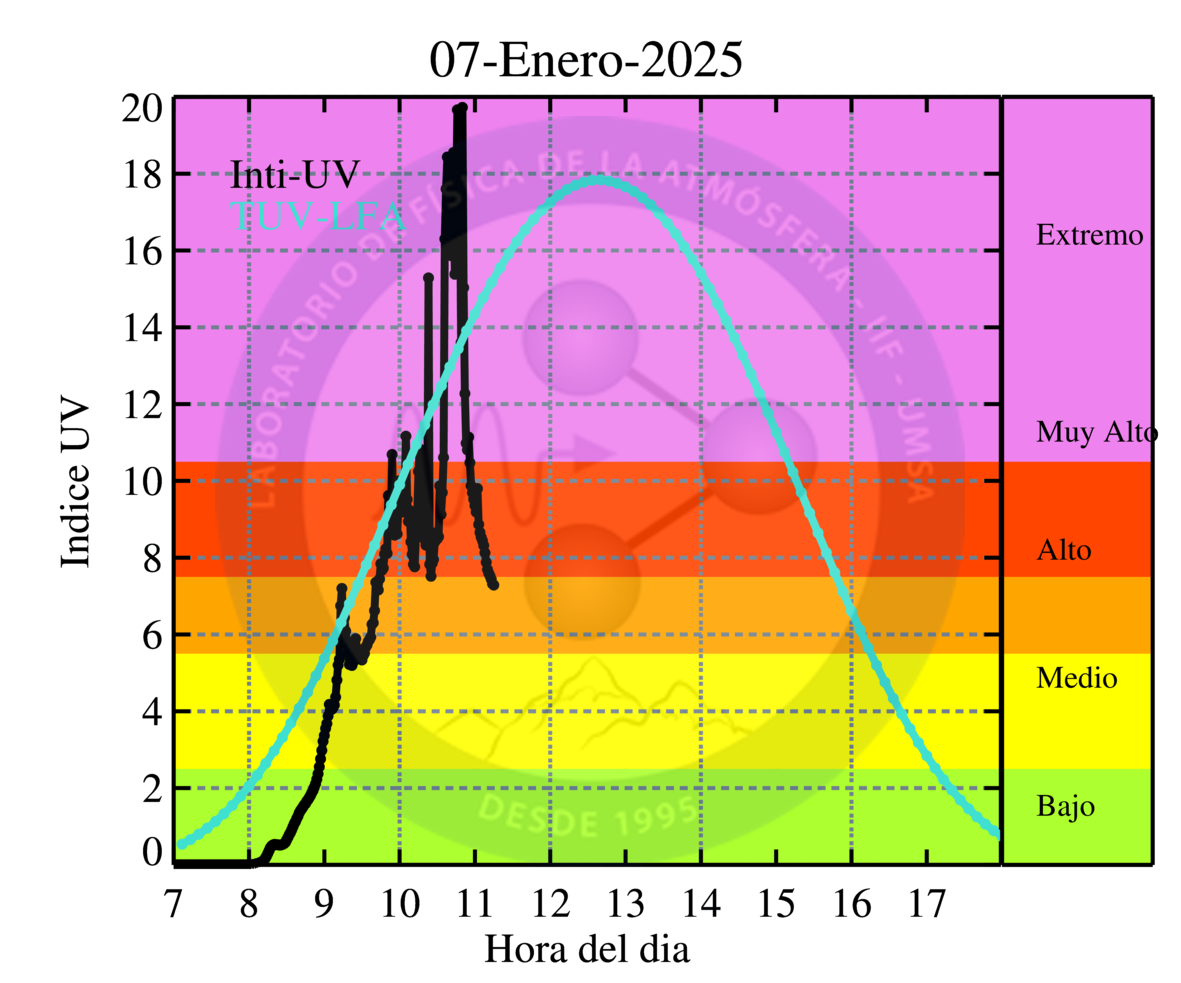 07-Enero-2025
20
18
16
14
12
10
8
6
4
2
0
Indice UV
Inti-UV
TUV-LFA
LABORATORIO DE FÍSICA DE LA ATMÓSFERA - IIF - UMSA
DESDE 1995
Extremo
Muy Alto
Alto
Medio
Bajo
7 8 9 10 11 12 13 14 15 16 17
Hora del dia